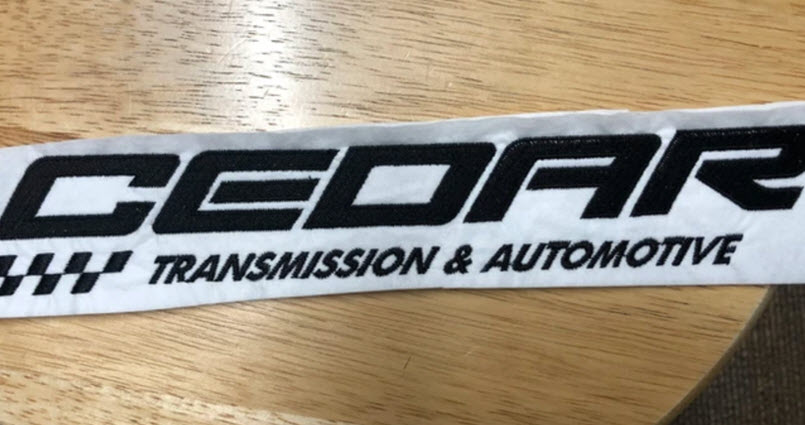 CEDAR
TRANSMISSION & AUTOMOTIVE